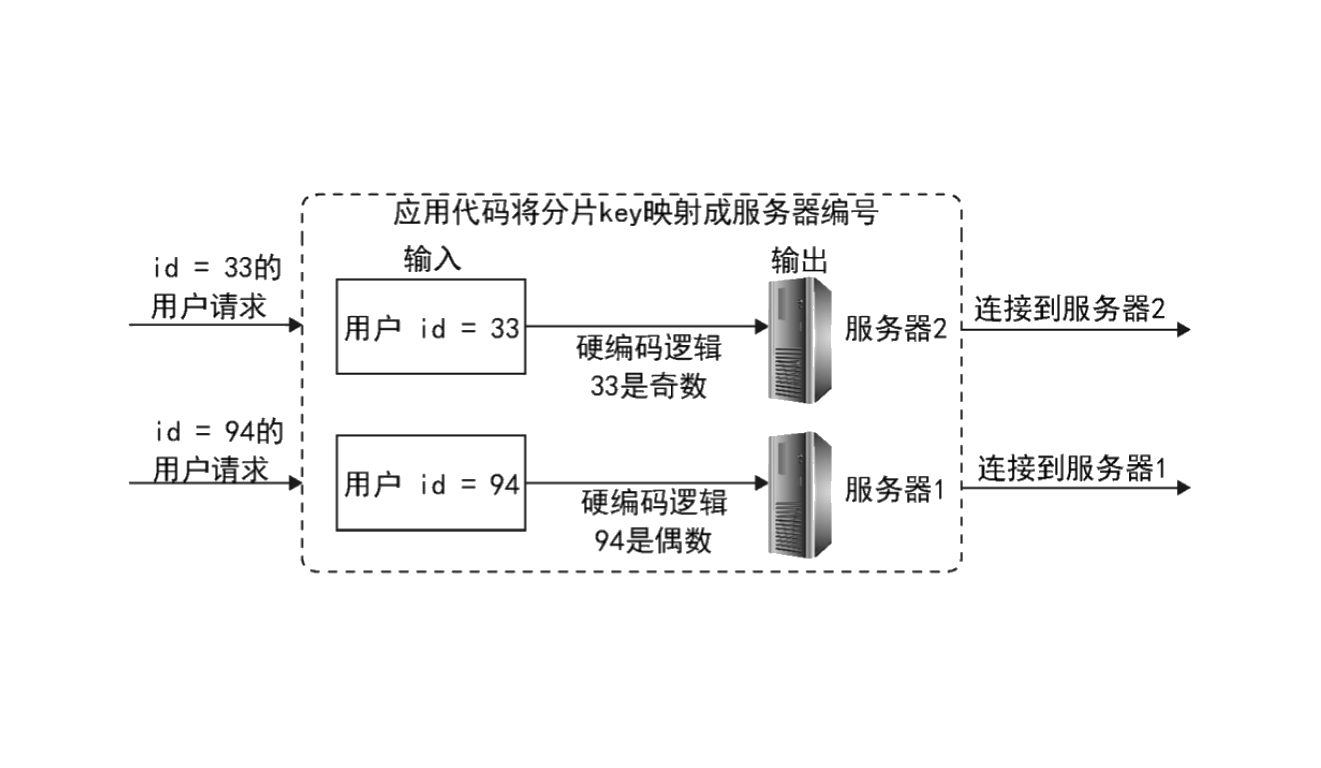 应用代码将分片key映射成服务器编号
输入
输出
id = 33的
用户请求
用户 id = 33
硬编码逻辑
33是奇数
服务器2
连接到服务器2
id = 94的
用户请求
用户 id = 94
硬编码逻辑
94是偶数
服务器1
连接到服务器1